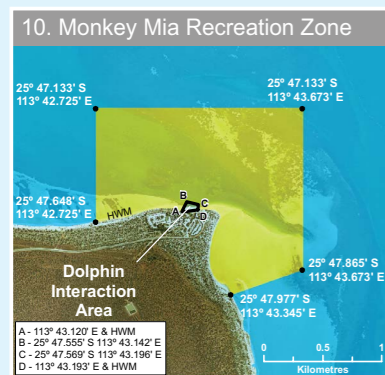 10. Monkey Mia Recreation Zone
25º 47.133' S
113º 42.725' E
25º 47.133' S
113º 43.673' E
B
C
A
D
25º 47.648' S
113º 42.725' E
HWM
25º 47.865' S
113º 43.673' E
Dolphin
Interaction
Area
25º 47.977' S
113º 43.345' E
A - 113º 43.120' E & HWM
B - 25º 47.555' S 113º 43.142' E
C - 25º 47.569' S 113º 43.196' E
D - 113º 43.193' E & HWM
0 0.5 1
Kilometres